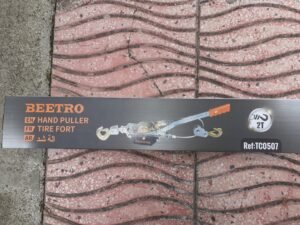 BEETRO
EN HAND PULLER
FR TIRE FORT
AR
2T
Ref:TC0507